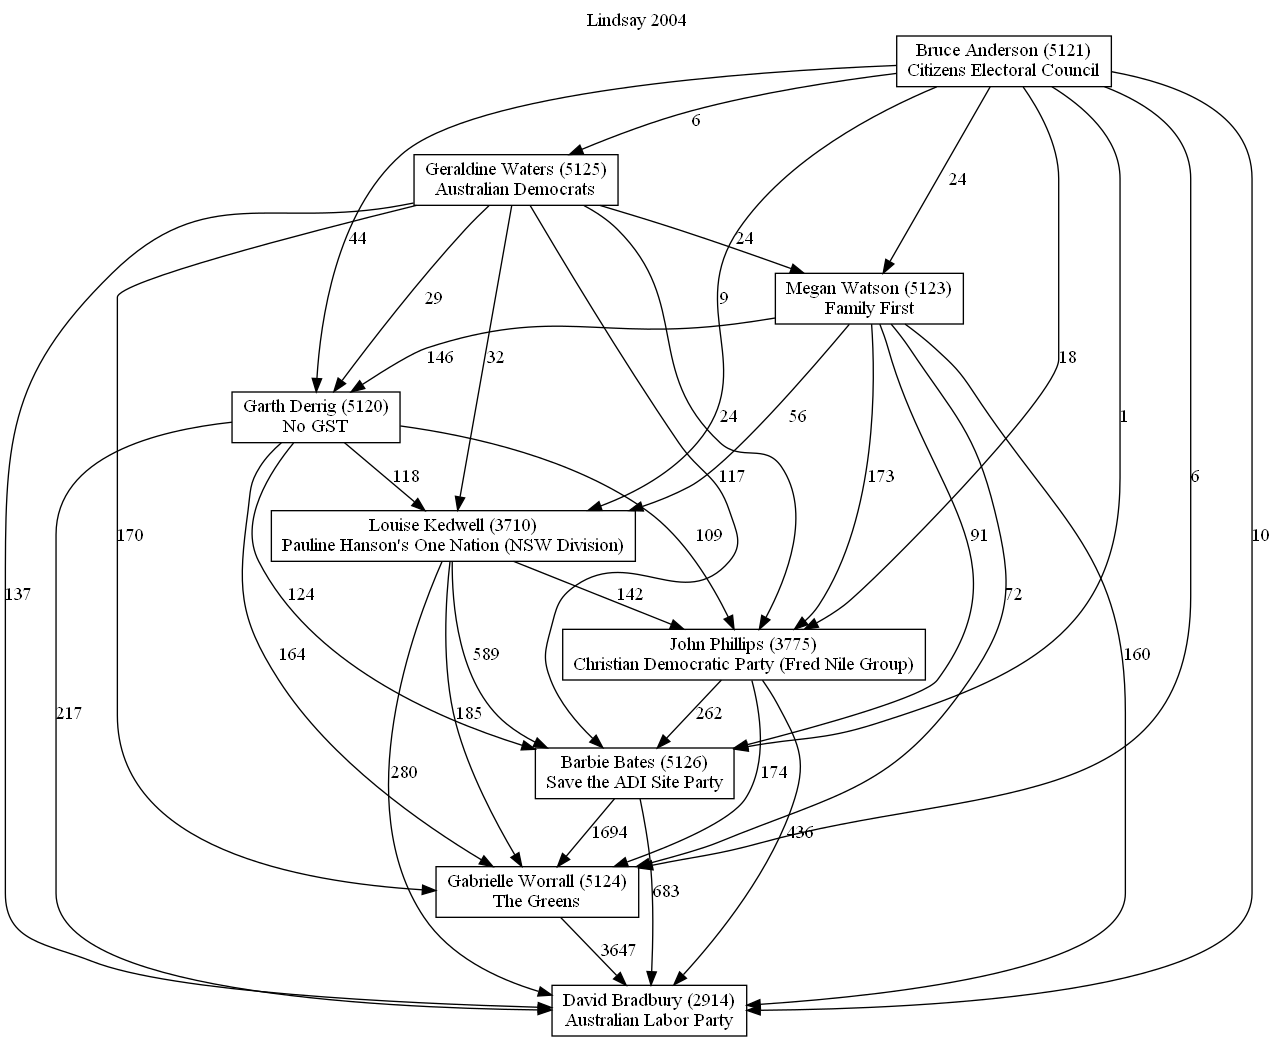 Lindsay 2004
Bruce Anderson (5121)
Citizens Electoral Council
6
Geraldine Waters (5125)
Australian Democrats
24
44
24
Megan Watson (5123)
Family First
29
9
146
32
18
Garth Derrig (5120)
No GST
24
56
1
118
117
173
6
Louise Kedwell (3710)
Pauline Hanson's One Nation (NSW Division)
170
109
91
10
137
124
142
72
John Phillips (3775)
Christian Democratic Party (Fred Nile Group)
164
589
160
217
185
262
Barbie Bates (5126)
Save the ADI Site Party
280
174
1694
436
Gabrielle Worrall (5124)
The Greens
683
3647
David Bradbury (2914)
Australian Labor Party